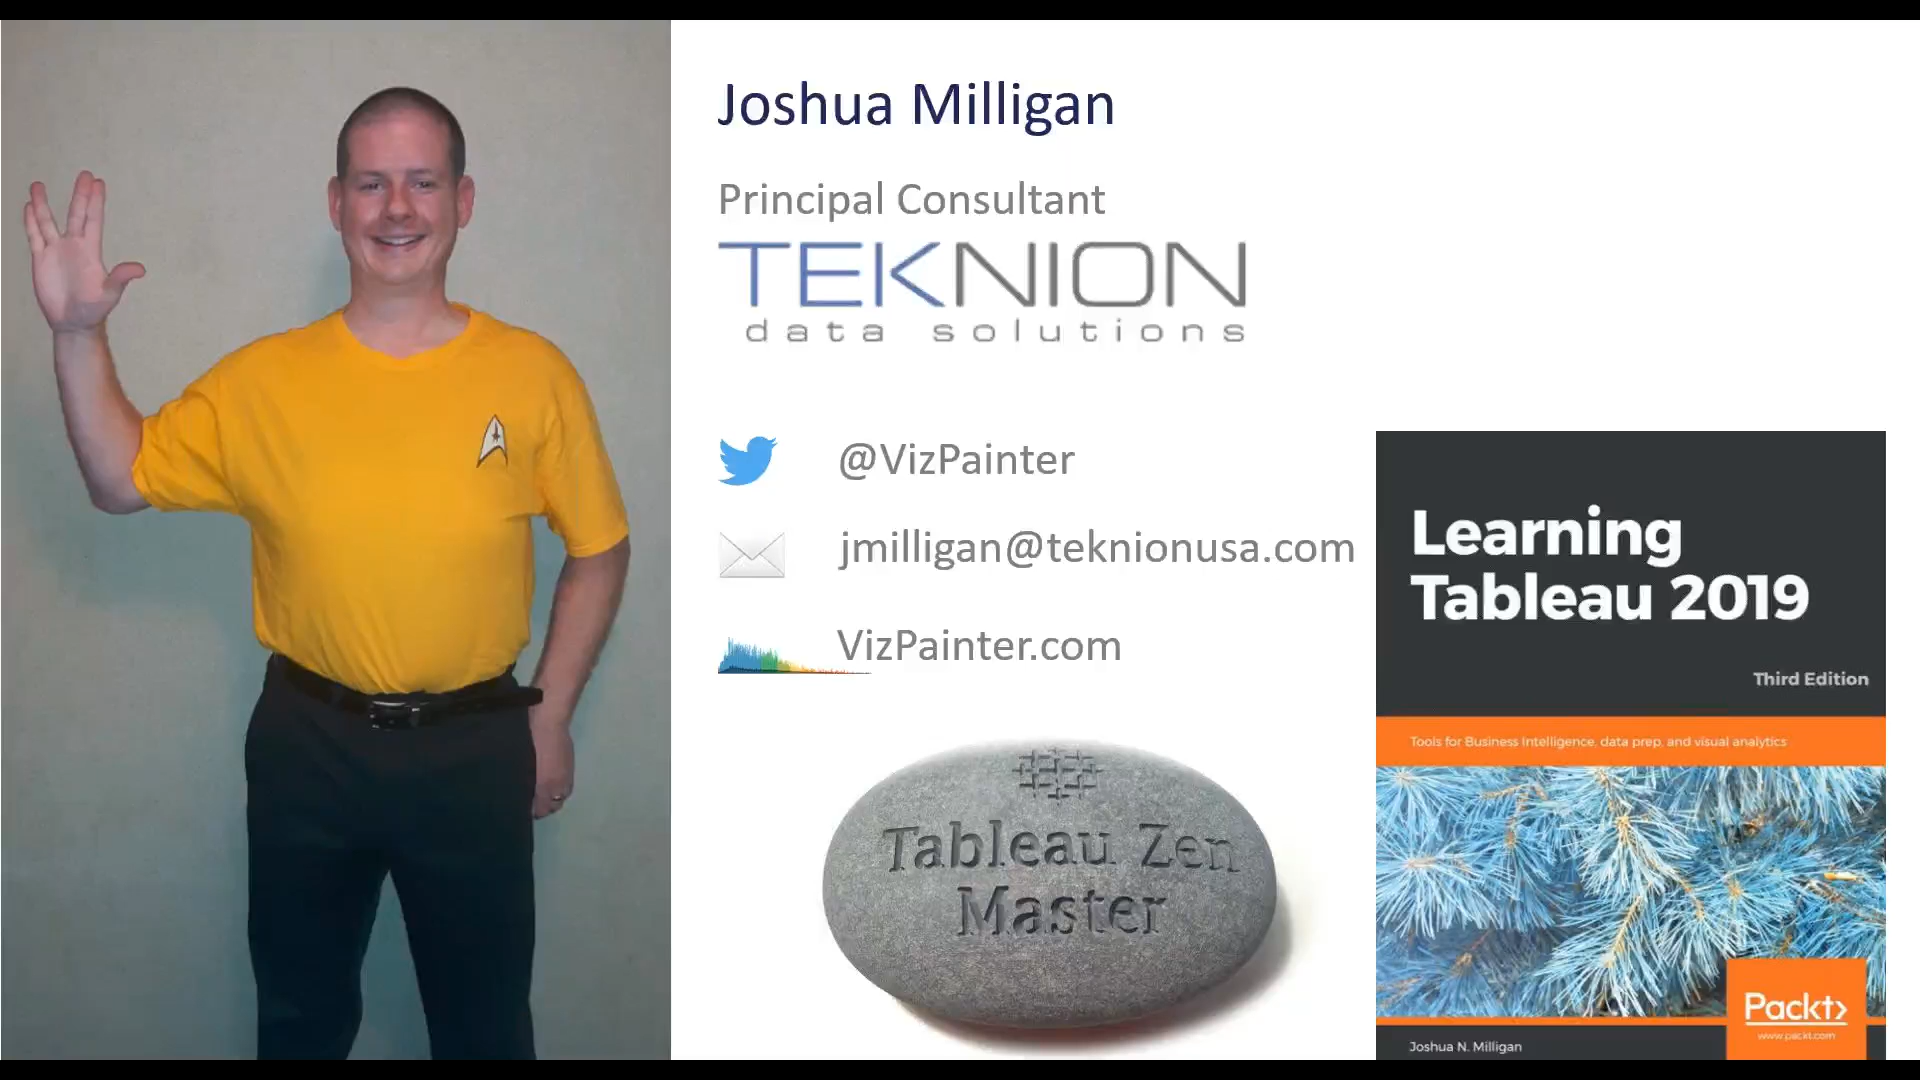 Joshua Milligan
Principal Consultant
TEKNION
data solutions
@VizPainter
jmilligan@teknionusa.com
VizPainter.com
Tableau Zen
Master
Learning
Tableau 2019
Third Edition
Tools for Business Intelligence, data prep, and visual analytics
Packt>
www.packt.com
Joshua N. Milligan